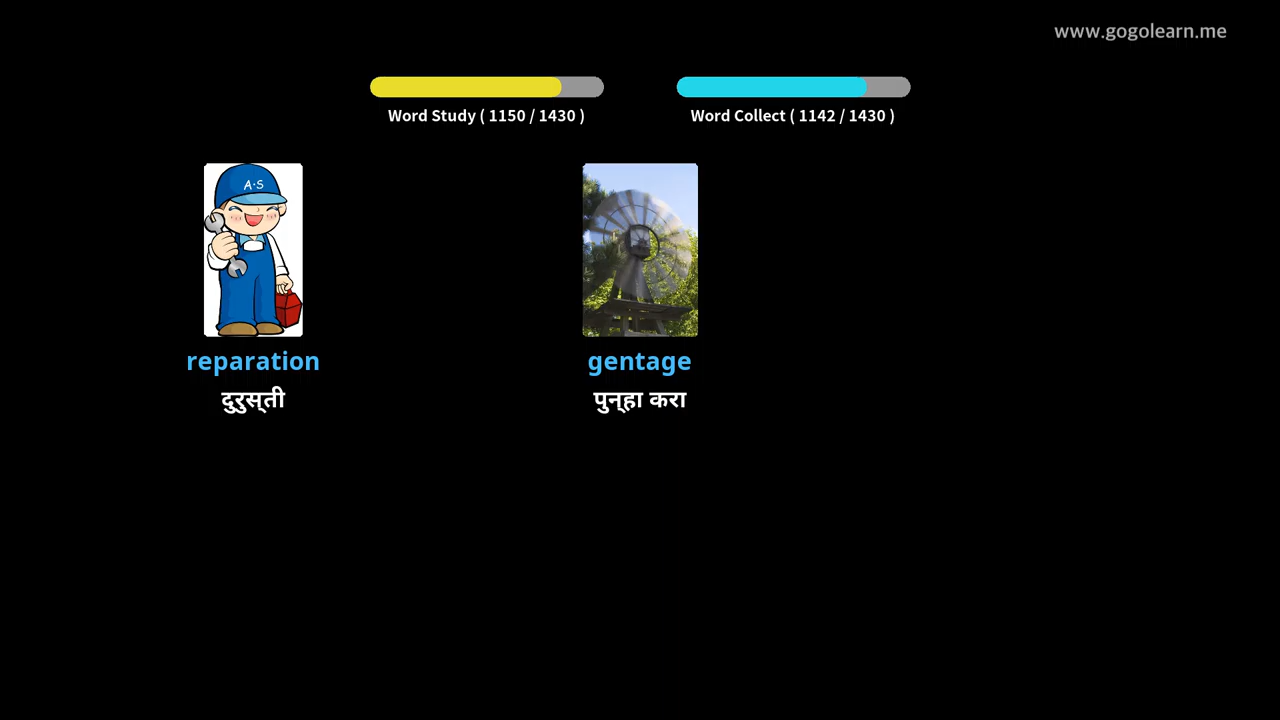 www.gogolearn.me
Word Study ( 1150 / 1430 )
Word Collect ( 1142 / 1430 )
A·S
reparation
gentage
दुरुस्ती
पुन्हा करा